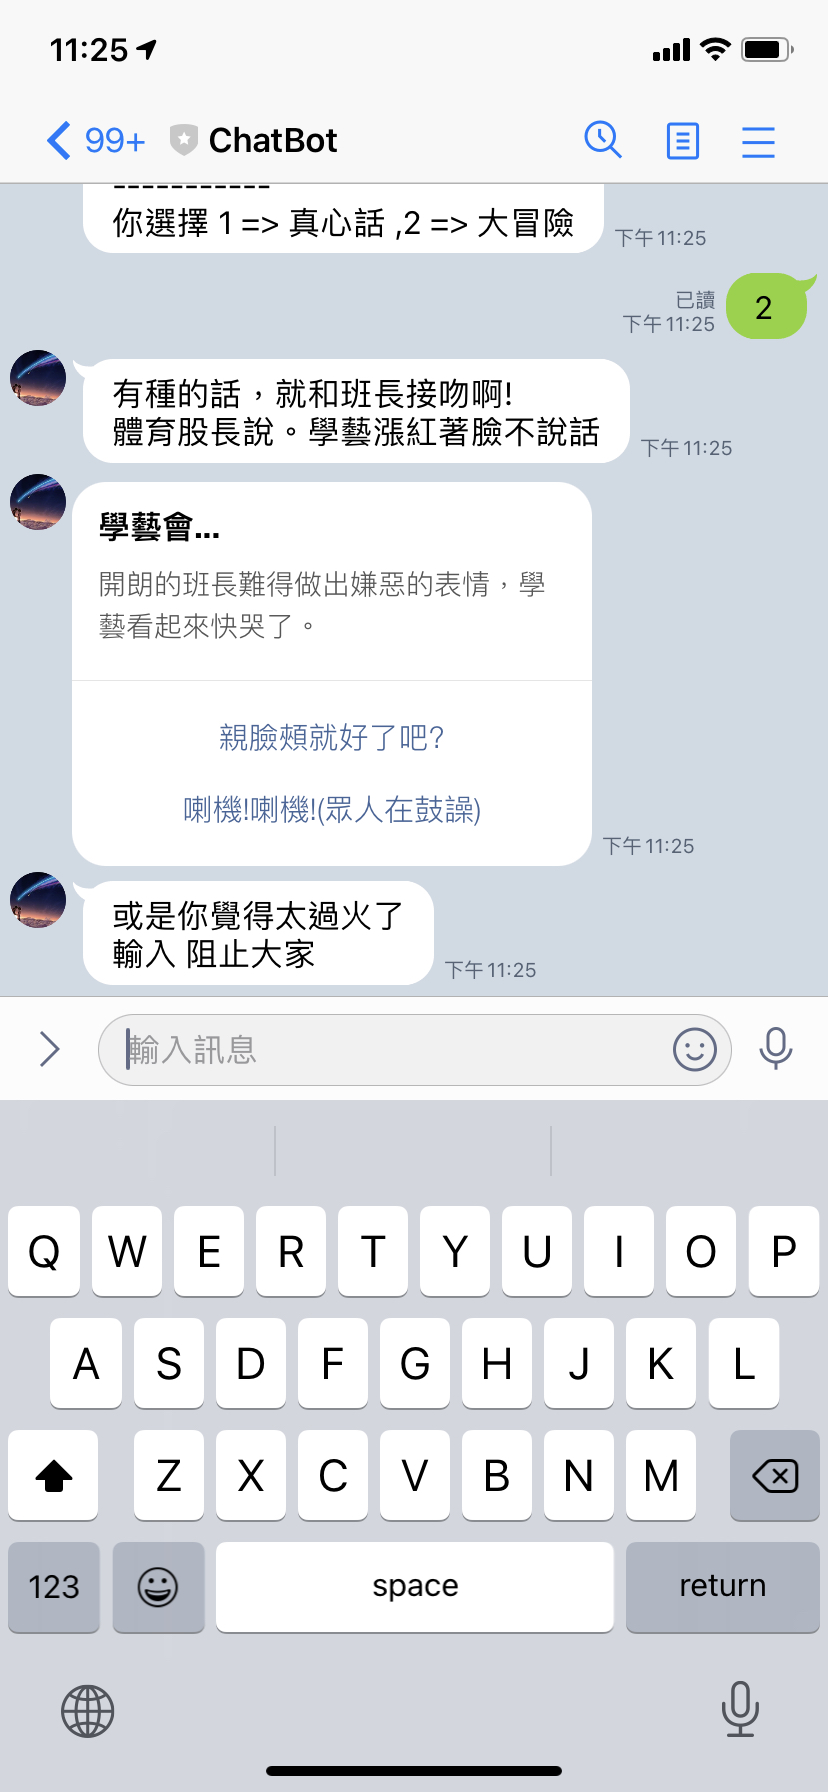 11:25
99+ ChatBot
-----------
你選擇 1 => 真心話 ,2 => 大冒險
下午 11:25
已讀
下午 11:25
2
有種的話，就和班長接吻啊!
體育股長說。學藝漲紅著臉不說話
下午 11:25
學藝會...
開朗的班長難得做出嫌惡的表情，學
藝看起來快哭了。
親臉頰就好了吧?
喇機!喇機!(眾人在鼓譟)
下午 11:25
或是你覺得太過火了
輸入 阻止大家
下午 11:25
輸入訊息
Q W E R T Y U I O P
A S D F G H J K L
Z X C V B N M
123 space return